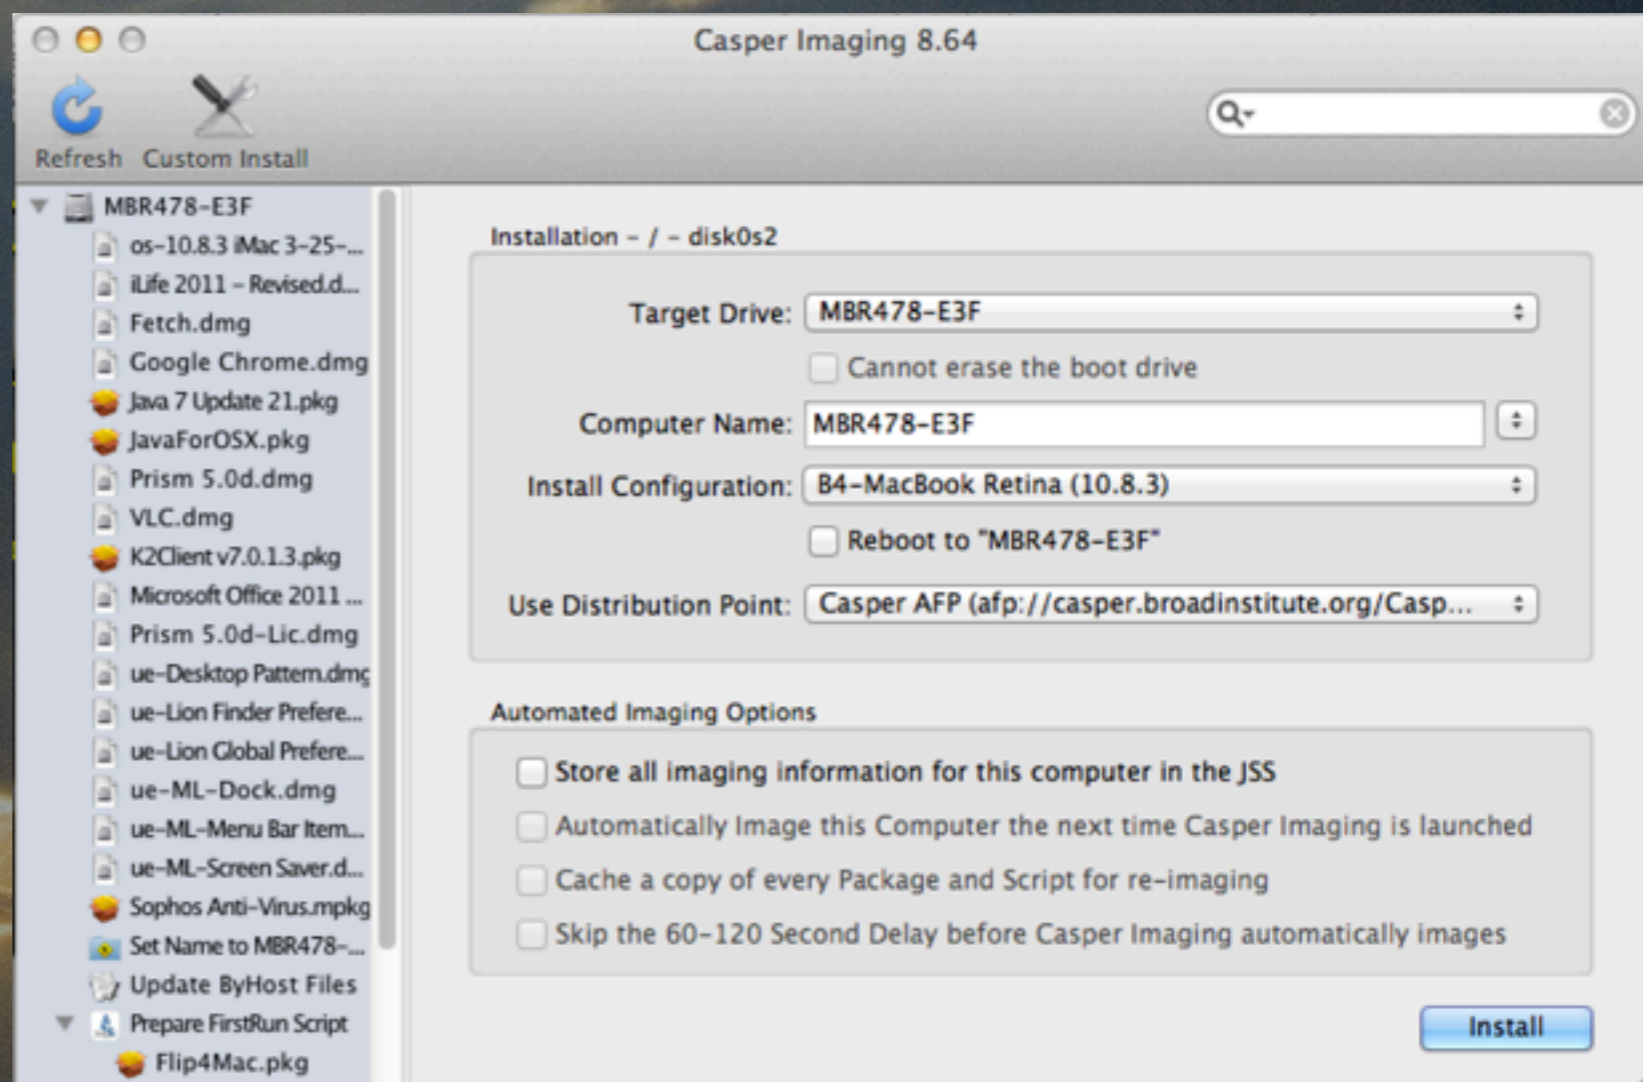 Casper Imaging 8.64
Refresh
Custom Install
MBR478-E3F
os-10.8.3 iMac 3-25-...
iLife 2011 - Revised.d...
Fetch.dmg
Google Chrome.dmg
Java 7 Update 21.pkg
JavaForOSX.pkg
Prism 5.0d.dmg
VLC.dmg
K2Client v7.0.1.3.pkg
Microsoft Office 2011 ...
Prism 5.0d-Lic.dmg
ue-Desktop Pattern.dmg
ue-Lion Finder Prefere...
ue-Lion Global Prefere...
ue-ML-Dock.dmg
ue-ML-Menu Bar Item...
ue-ML-Screen Saver.d...
Sophos Anti-Virus.mpkg
Set Name to MBR478-...
Update ByHost Files
Prepare FirstRun Script
Flip4Mac.pkg
Installation - / - disk0s2
Target Drive: MBR478-E3F
Cannot erase the boot drive
Computer Name: MBR478-E3F
Install Configuration: B4-MacBook Retina (10.8.3)
Reboot to "MBR478-E3F"
Use Distribution Point: Casper AFP (afp://casper.broadinstitute.org/Casp...
Automated Imaging Options
Store all imaging information for this computer in the JSS
Automatically Image this Computer the next time Casper Imaging is launched
Cache a copy of every Package and Script for re-imaging
Skip the 60-120 Second Delay before Casper Imaging automatically images
Install